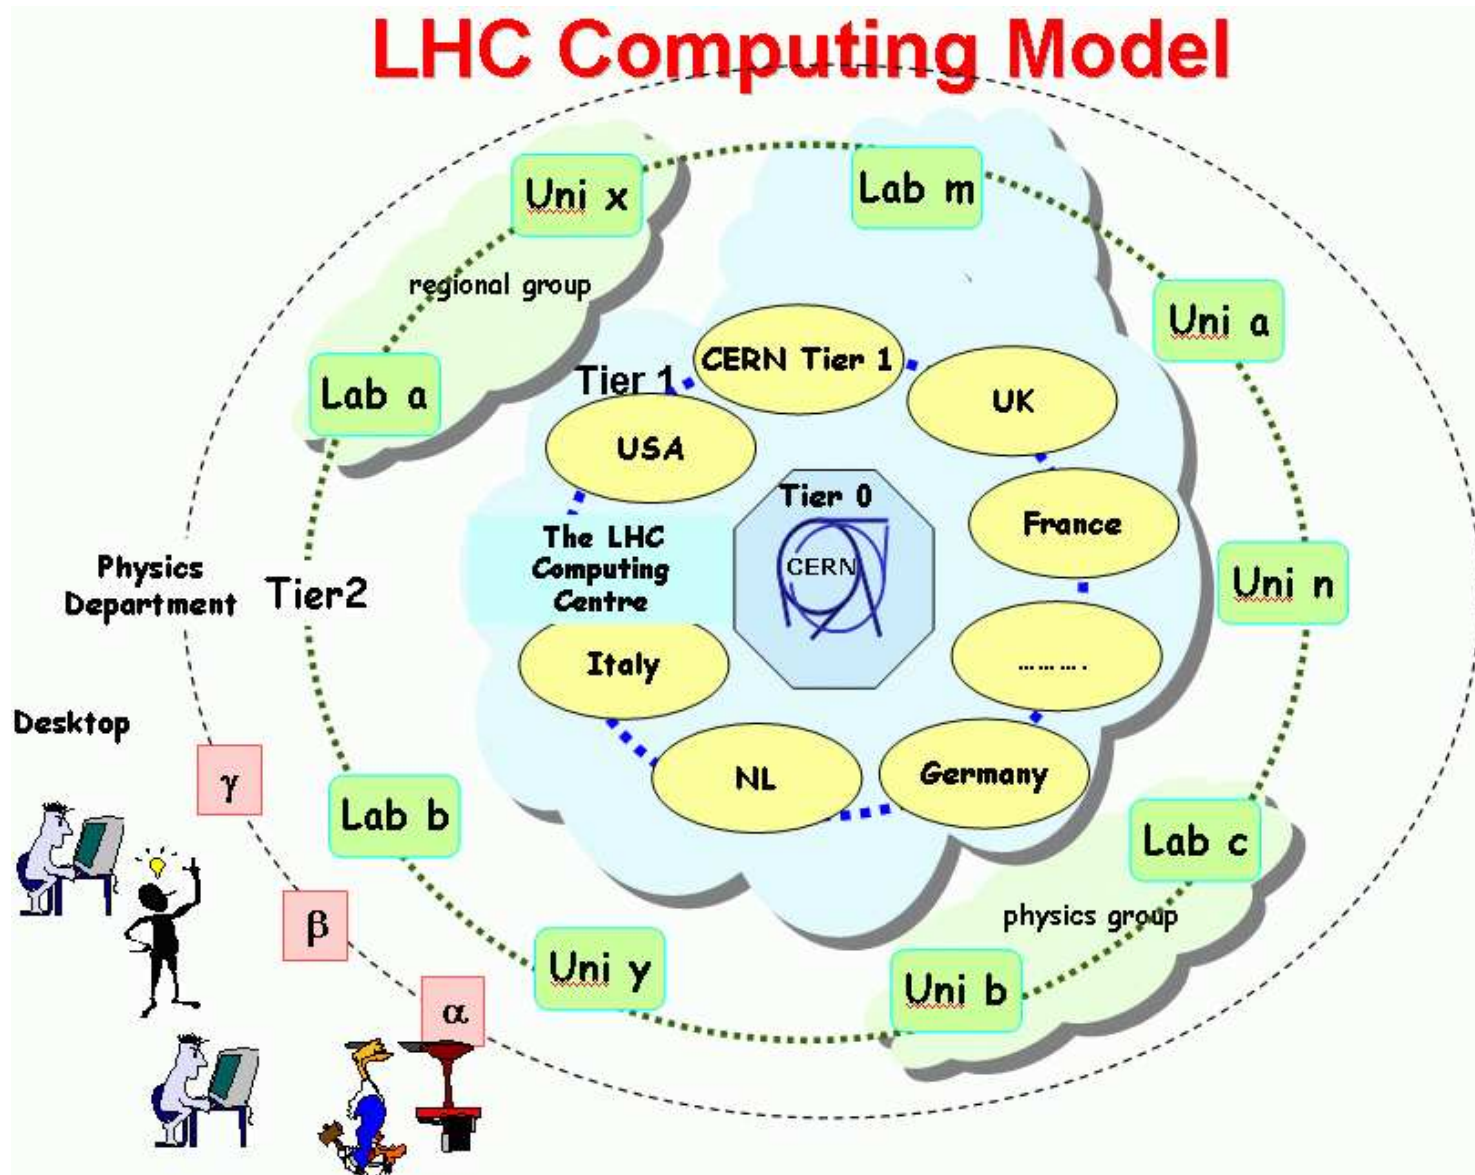 LHC Computing Model
Uni x
Lab m
regional group
Uni a
CERN Tier 1
Tier 1
Lab a
UK
USA
Tier 0
France
The LHC
Computing
Centre
CERN
Physics
Department
Tier2
Uni n
Italy
……….
Desktop
γ
NL
Germany
Lab b
Lab c
β
physics group
Uni y
Uni b
α